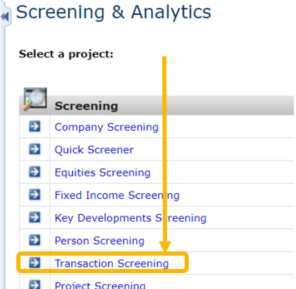 Screening & Analytics
Select a project:
Screening
Company Screening
Quick Screener
Equities Screening
Fixed Income Screening
Key Developments Screening
Person Screening
Transaction Screening
Project Screening